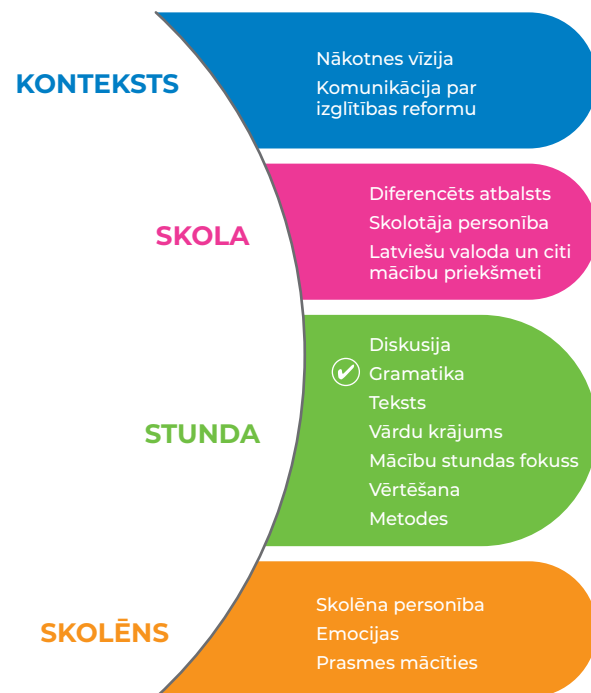 KONTEKSTS
Nākotnes vīzija
Komunikācija par
izglītības reformu
SKOLA
Diferencēts atbalsts
Skolotāja personība
Latviešu valoda un citi
mācību priekšmeti
STUNDA
Diskusija
✔ Gramatika
Teksts
Vārdu krājums
Mācību stundas fokuss
Vērtēšana
Metodes
SKOLĒNS
Skolēna personība
Emocijas
Prasmes mācīties